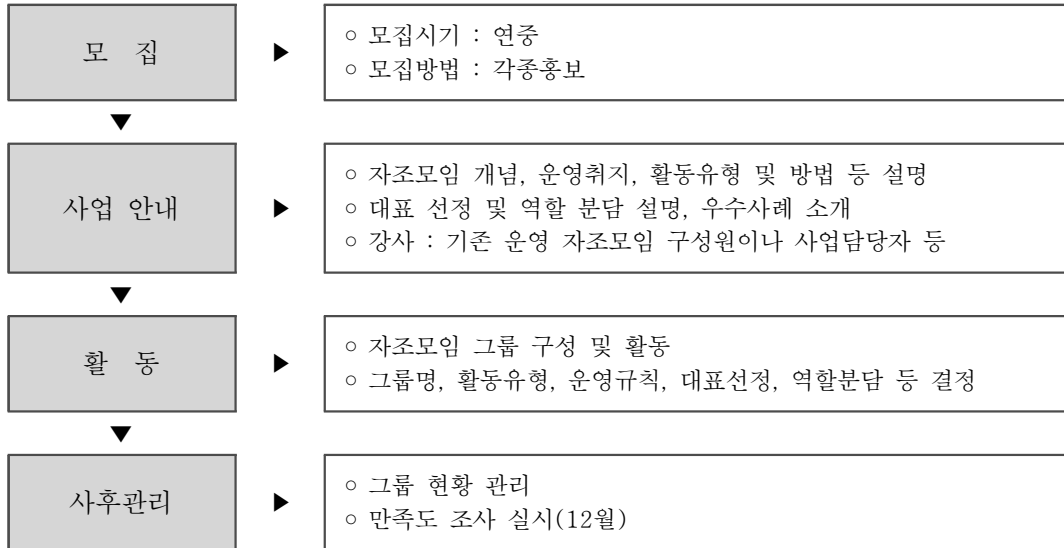 모 집
▶
○ 모집시기 : 연중
○ 모집방법 : 각종홍보
▼
사업 안내
▶
○ 자조모임 개념, 운영취지, 활동유형 및 방법 등 설명
○ 대표 선정 및 역할 분담 설명, 우수사례 소개
○ 강사 : 기존 운영 자조모임 구성원이나 사업담당자 등
▼
활 동
▶
○ 자조모임 그룹 구성 및 활동
○ 그룹명, 활동유형, 운영규칙, 대표선정, 역할분담 등 결정
▼
사후관리
▶
○ 그룹 현황 관리
○ 만족도 조사 실시(12월)